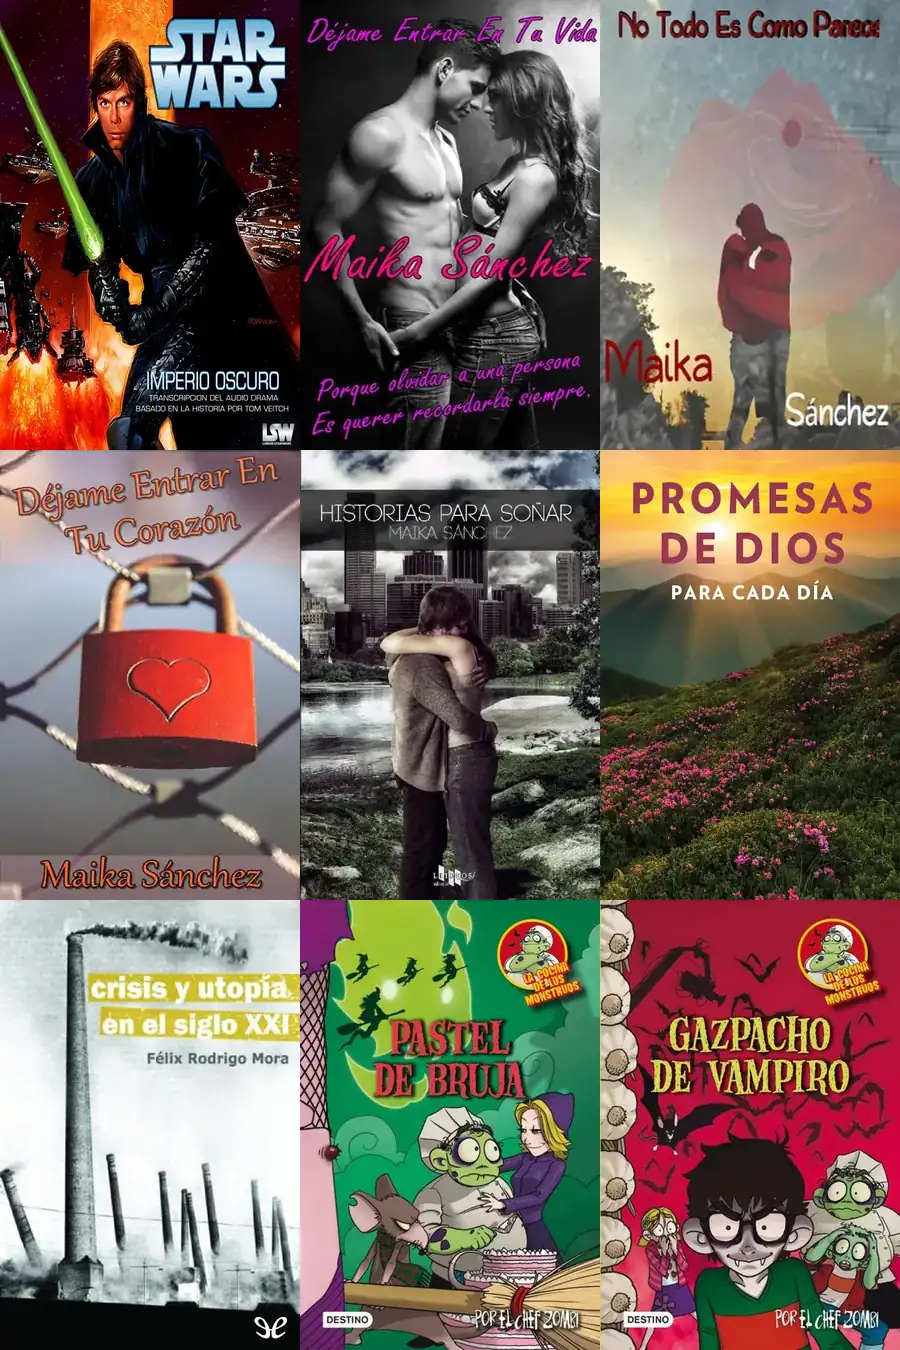 STAR
WARS
IMPERIO OSCURO
TRANSCRIPCION DEL AUDIO DRAMA
BASADO EN LA HISTORIA POR TOM VEITCH
LSW
Déjame Entrar En Tu Vida
Maika Sánchez
Porque olvidar a una persona
Es querer recordarla siempre.
No Todo Es Como Parece
Maika
Sánchez
Déjame Entrar En
Tu Corazón
Maika Sánchez
HISTORIAS PARA SOÑAR
MAIKA SÁNCHEZ
PROMESAS
DE DIOS
PARA CADA DÍA
crisis y utopía
en el siglo XXI
Félix Rodrigo Mora
LA COCINA
DE LOS
MONSTRUOS
PASTEL
DE BRUJA
DESTINO
POR EL CHEF ZOMBI
LA COCINA
DE LOS
MONSTRUOS
GAZPACHO
DE VAMPIRO
DESTINO
POR EL CHEF ZOMBI